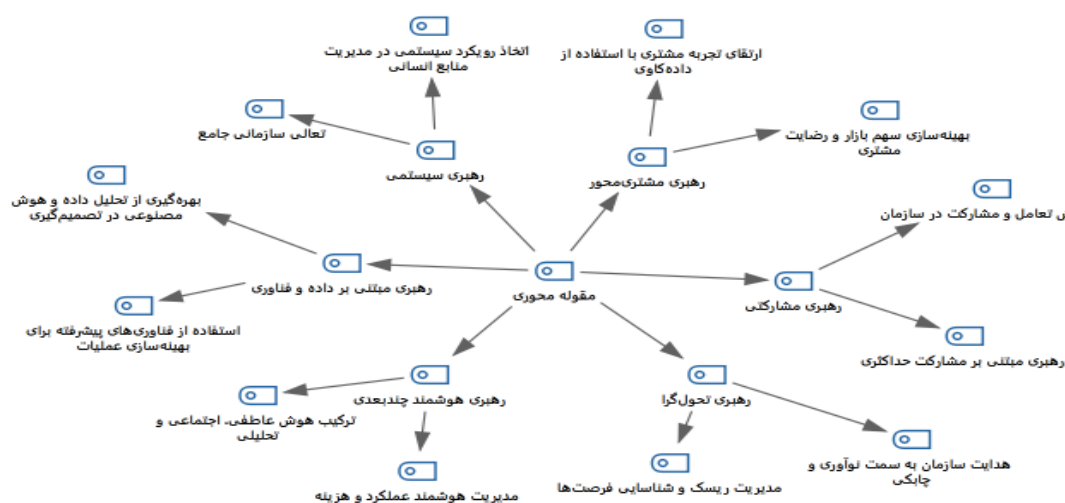 اتخاذ رویکرد سیستمی در مدیریت
منابع انسانی
ارتقای تجربه مشتری با استفاده از
داده‌کاوی
تعالی سازمانی جامع
بهینه‌سازی سهم بازار و رضایت
مشتری
رهبری سیستمی
رهبری مشتری‌محور
بهره‌گیری از تحلیل داده و هوش
مصنوعی در تصمیم‌گیری
تعامل و مشارکت در سازمان
رهبری مبتنی بر داده و فناوری
مقوله محوری
رهبری مشارکتی
استفاده از فناوری‌های پیشرفته برای
بهینه‌سازی عملیات
رهبری مبتنی بر مشارکت حداکثری
رهبری هوشمند چندبعدی
رهبری تحول‌گرا
ترکیب هوش عاطفی، اجتماعی و
تحلیلی
هدایت سازمان به سمت نوآوری و
چابکی
مدیریت هوشمند عملکرد و هزینه
مدیریت ریسک و شناسایی فرصت‌ها